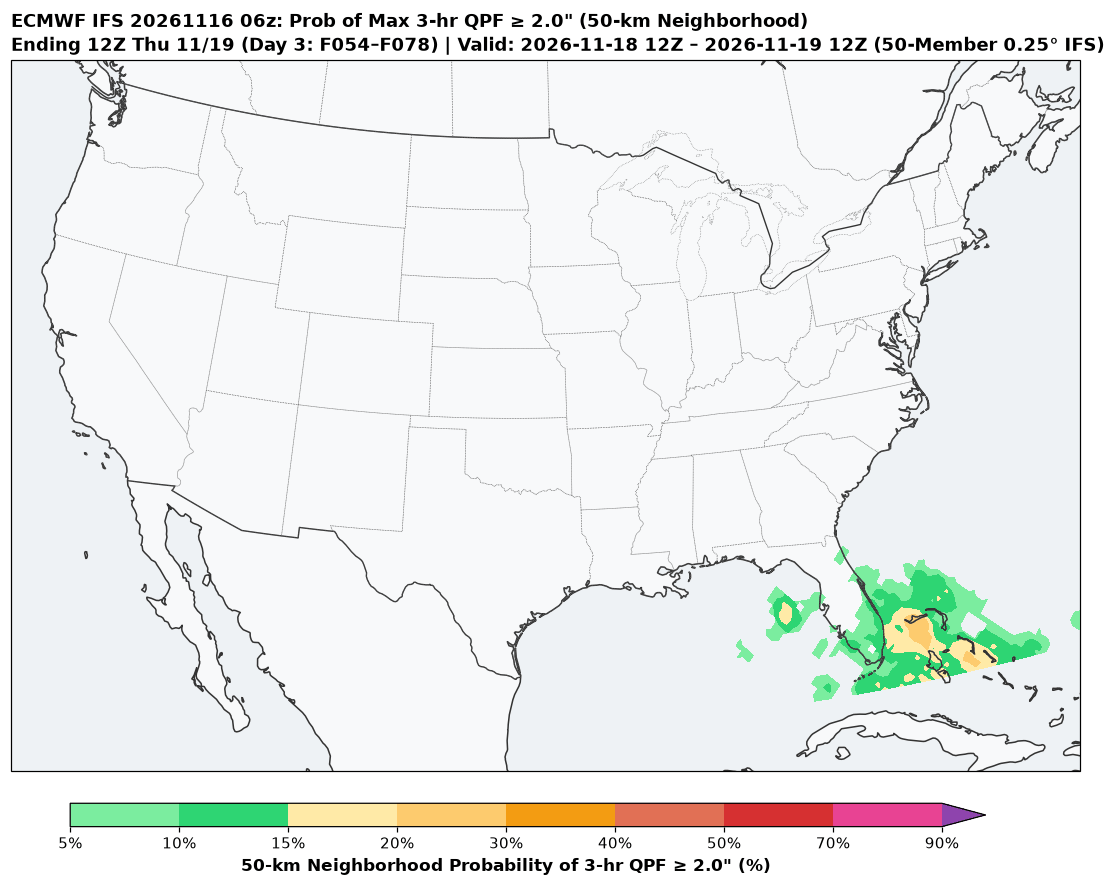 ECMWF IFS 20261116 06z: Prob of Max 3-hr QPF ≥ 2.0" (50-km Neighborhood)
Ending 12Z Thu 11/19 (Day 3: F054–F078) | Valid: 2026-11-18 12Z – 2026-11-19 12Z (50-Member 0.25° IFS)
5% 10% 15% 20% 30% 40% 50% 70% 90%
50-km Neighborhood Probability of 3-hr QPF ≥ 2.0" (%)